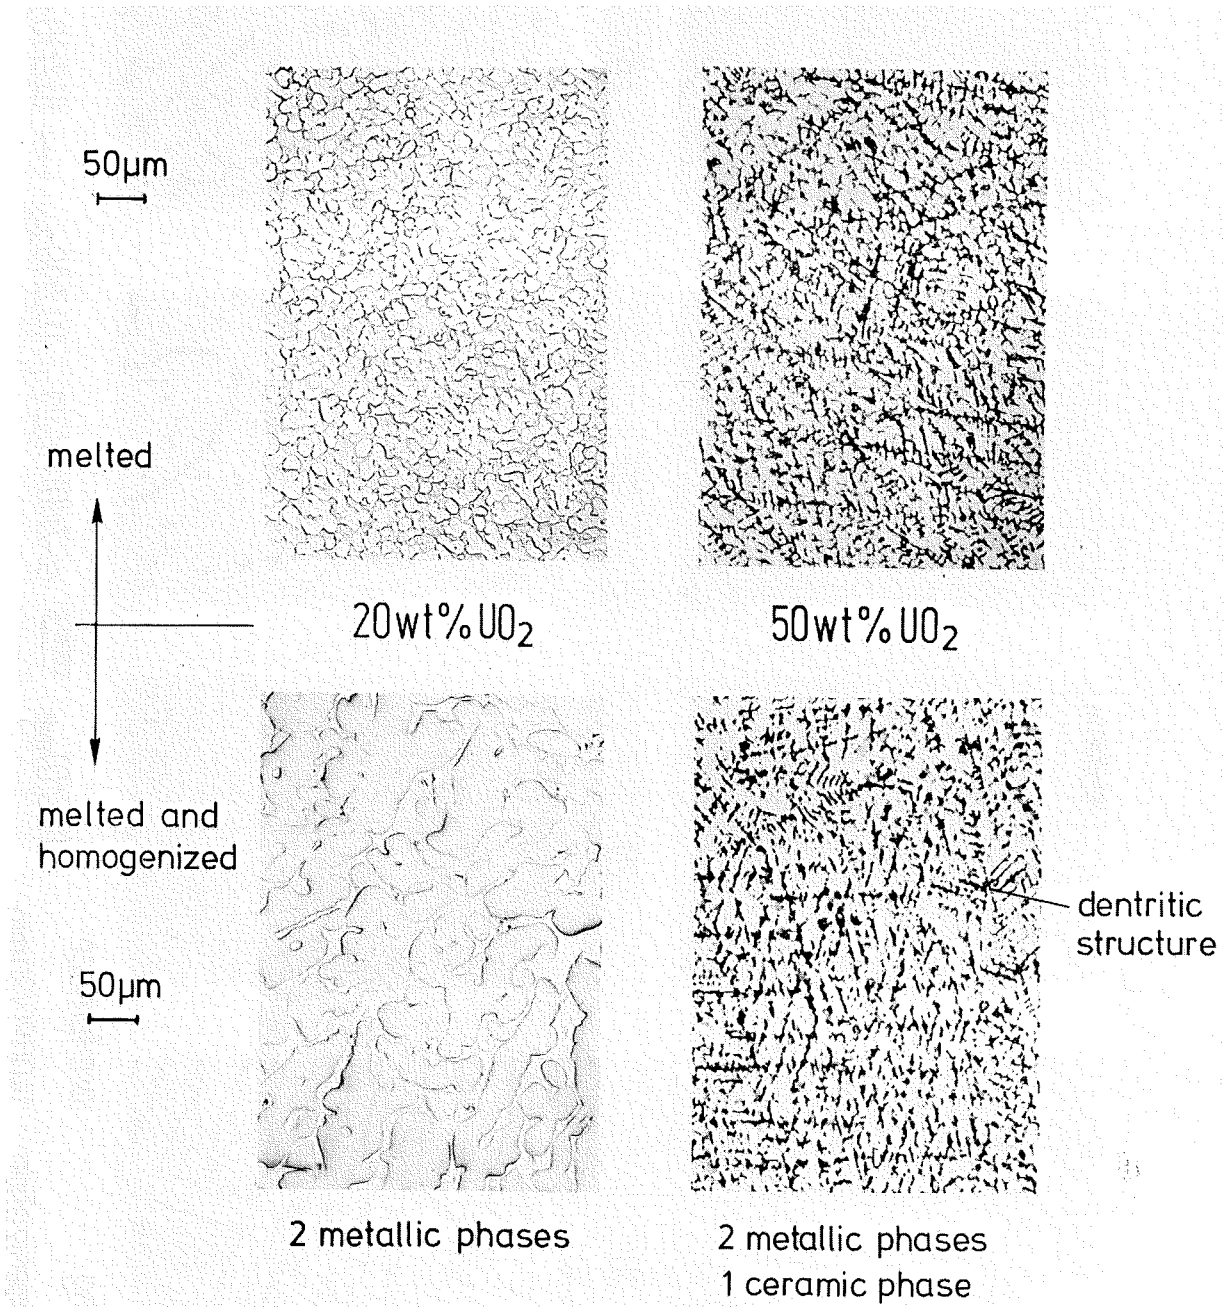 50µm
melted
20wt% UO2
50wt% UO2
melted and
homogenized
dentritic
structure
50µm
2 metallic phases
2 metallic phases
1 ceramic phase